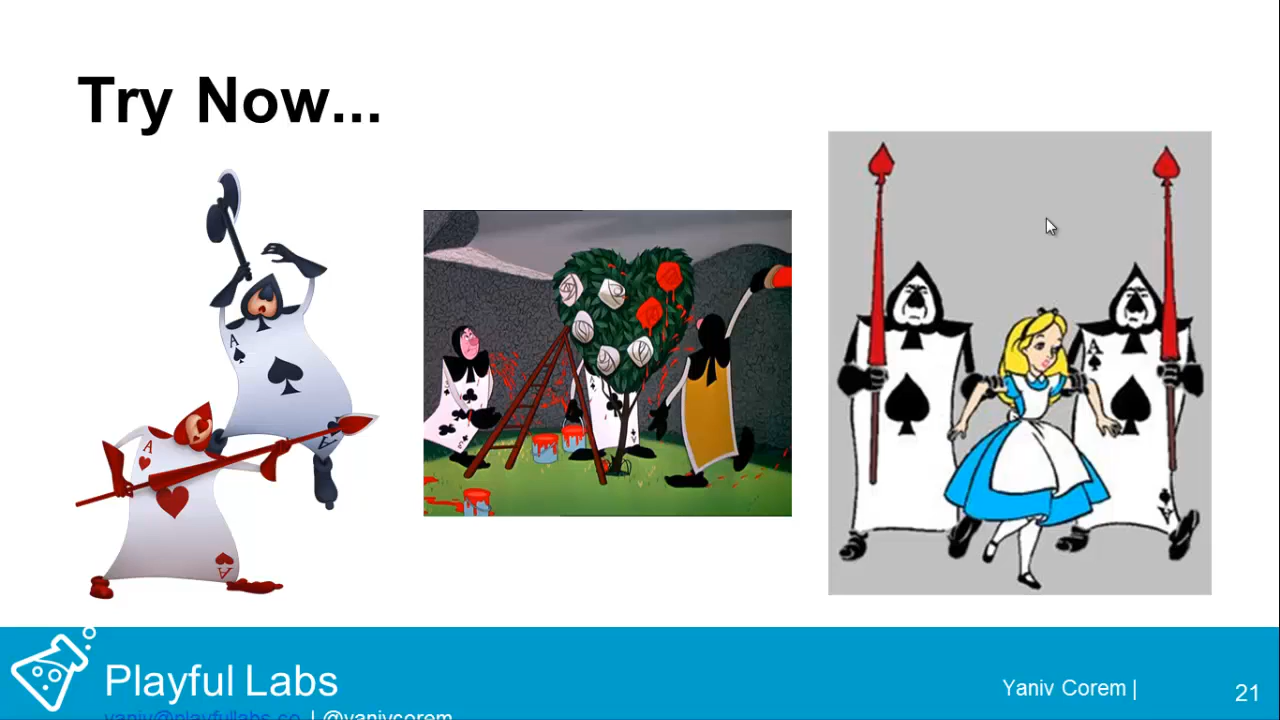 Try Now...
A
A
A
A
A
A
A
Playful Labs
Yaniv Corem |
21
yaniv@playfullabs.co | @yanivcorem